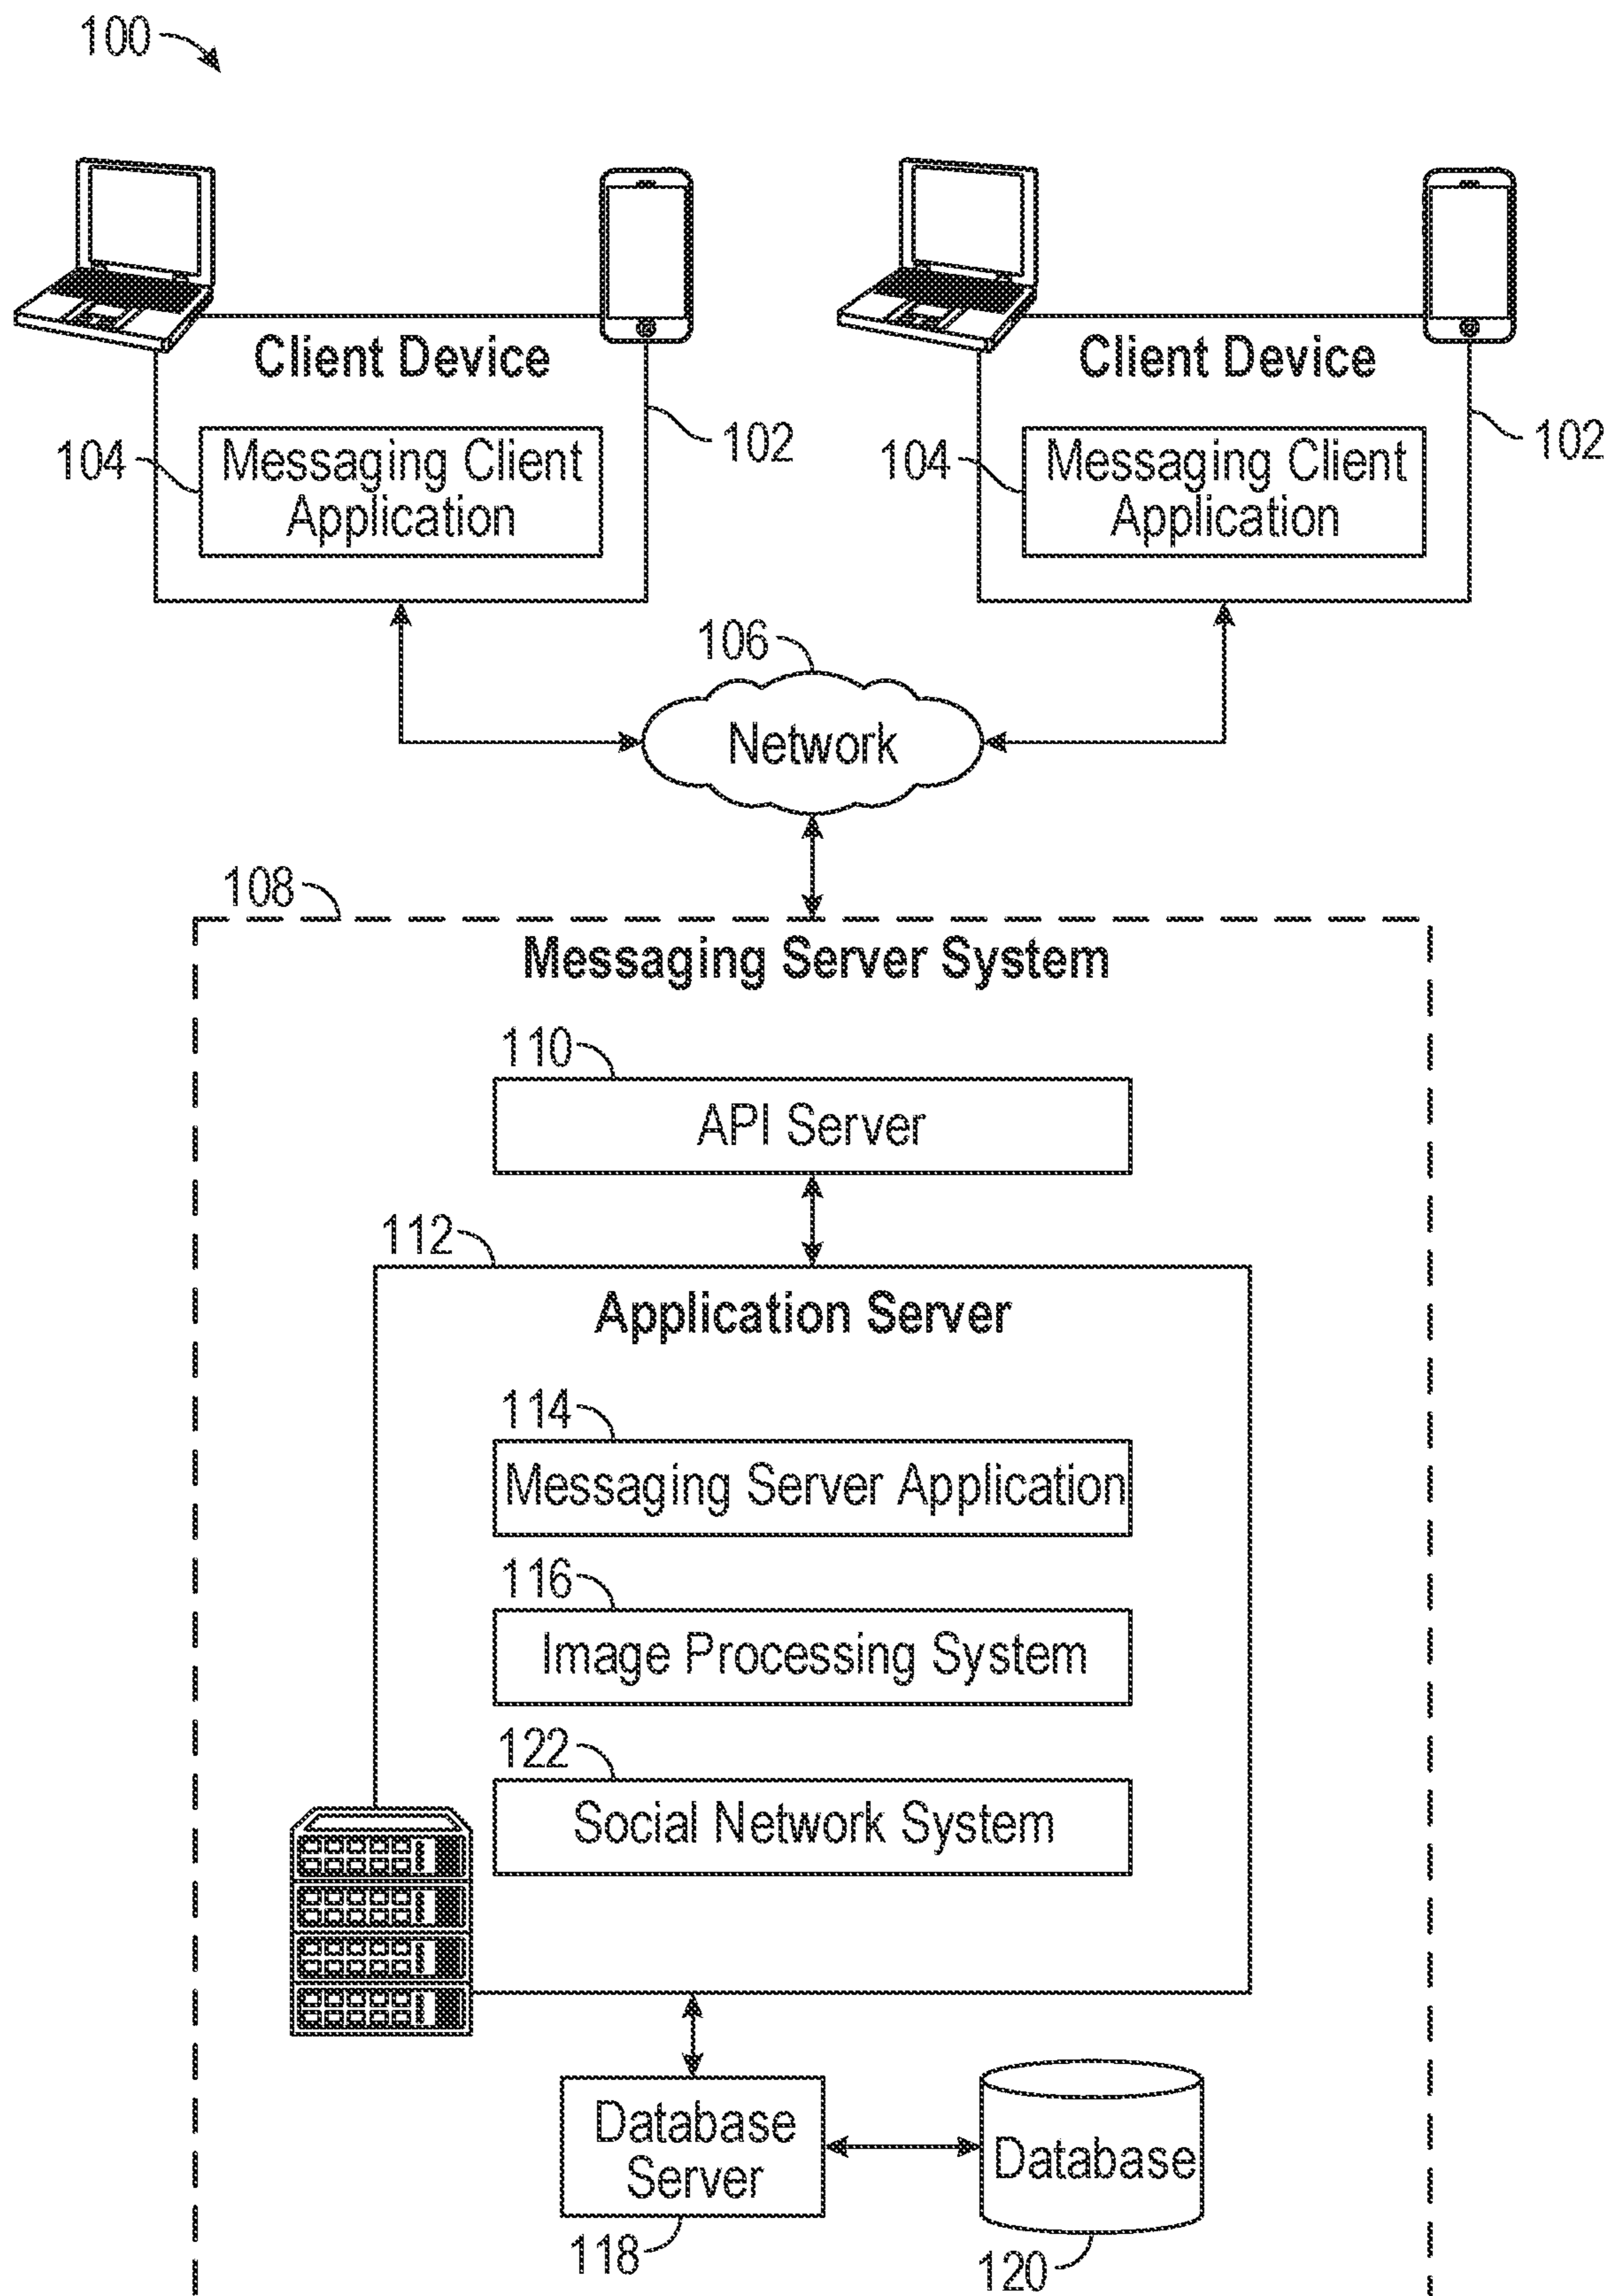 100
Client Device
Client Device
104
Messaging Client
Application
102
104
Messaging Client
Application
102
106
Network
108
Messaging Server System
110
API Server
112
Application Server
114
Messaging Server Application
116
Image Processing System
122
Social Network System
Database
Server
118
Database
120